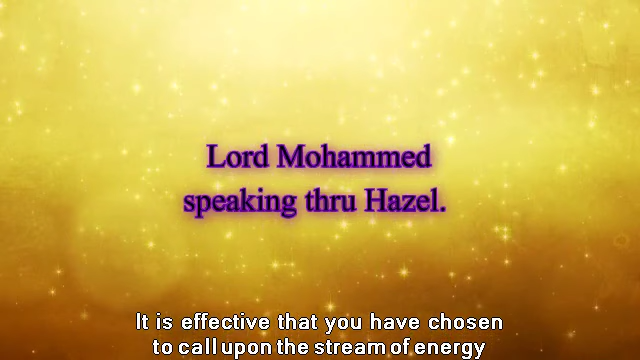 Lord Mohammed
speaking thru Hazel.
It is effective that you have chosen
to call upon the stream of energy